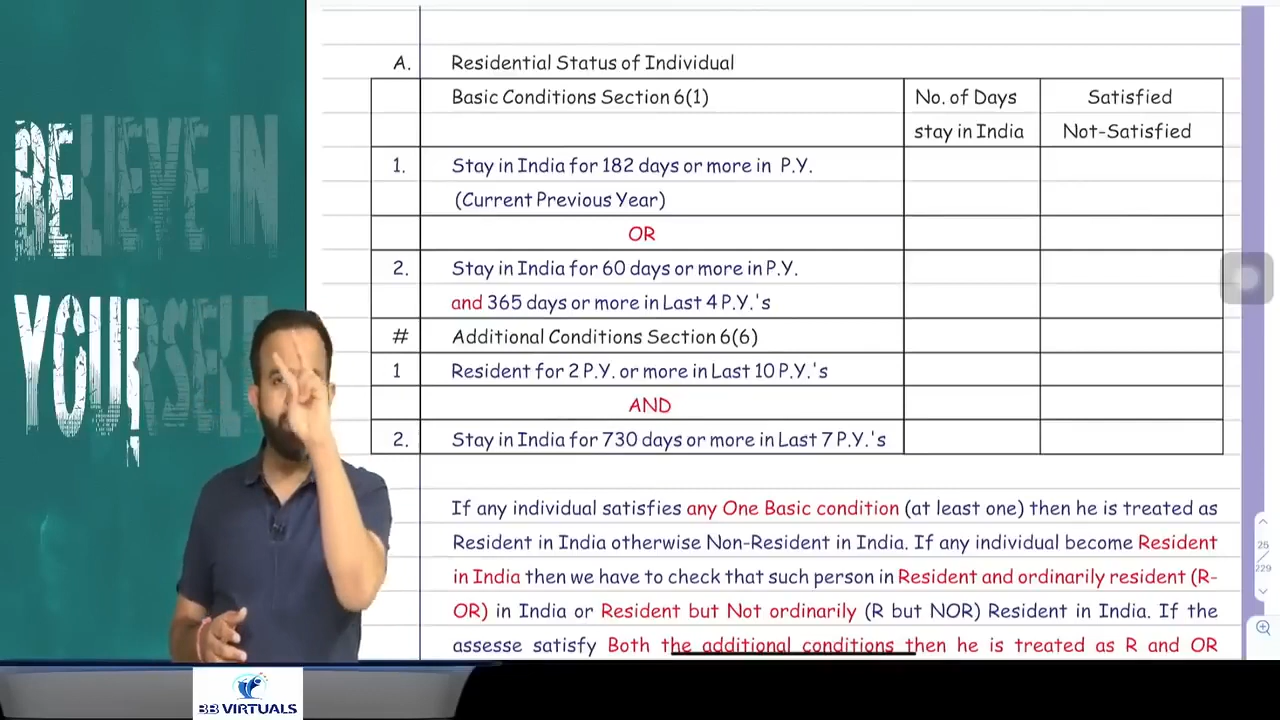 BELIEVE IN
YOURSELF
A. Residential Status of Individual
Basic Conditions Section 6(1) No. of Days Satisfied
stay in India Not-Satisfied
1. Stay in India for 182 days or more in P.Y.
(Current Previous Year)
OR
2. Stay in India for 60 days or more in P.Y.
and 365 days or more in Last 4 P.Y.'s
# Additional Conditions Section 6(6)
1 Resident for 2 P.Y. or more in Last 10 P.Y.'s
AND
2. Stay in India for 730 days or more in Last 7 P.Y.'s
If any individual satisfies any One Basic condition (at least one) then he is treated as
Resident in India otherwise Non-Resident in India. If any individual become Resident
in India then we have to check that such person in Resident and ordinarily resident (R-
OR) in India or Resident but Not ordinarily (R but NOR) Resident in India. If the
assesse satisfy Both the additional conditions then he is treated as R and OR
25
229
BB VIRTUALS